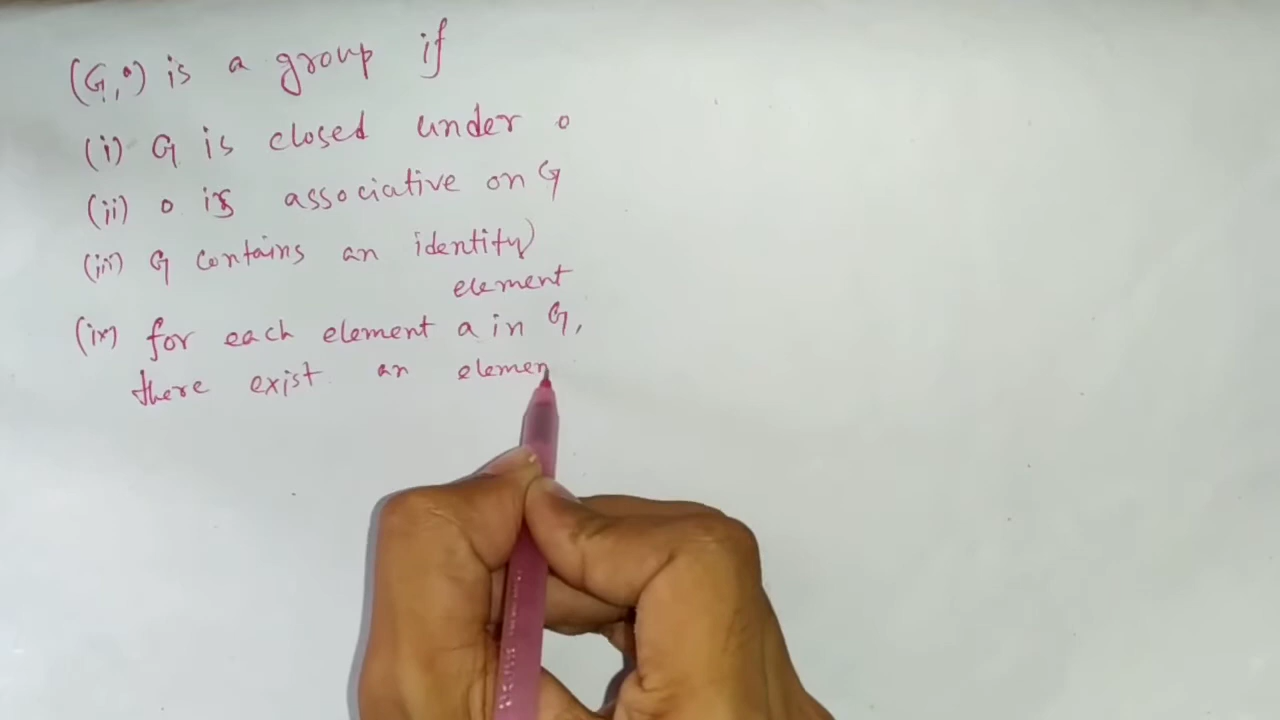 (G,∘) is a group if
(i) G is closed under ∘
(ii) ∘ is associative on G
(iii) G contains an identity
element
(iv) for each element a in G,
there exist an elemen